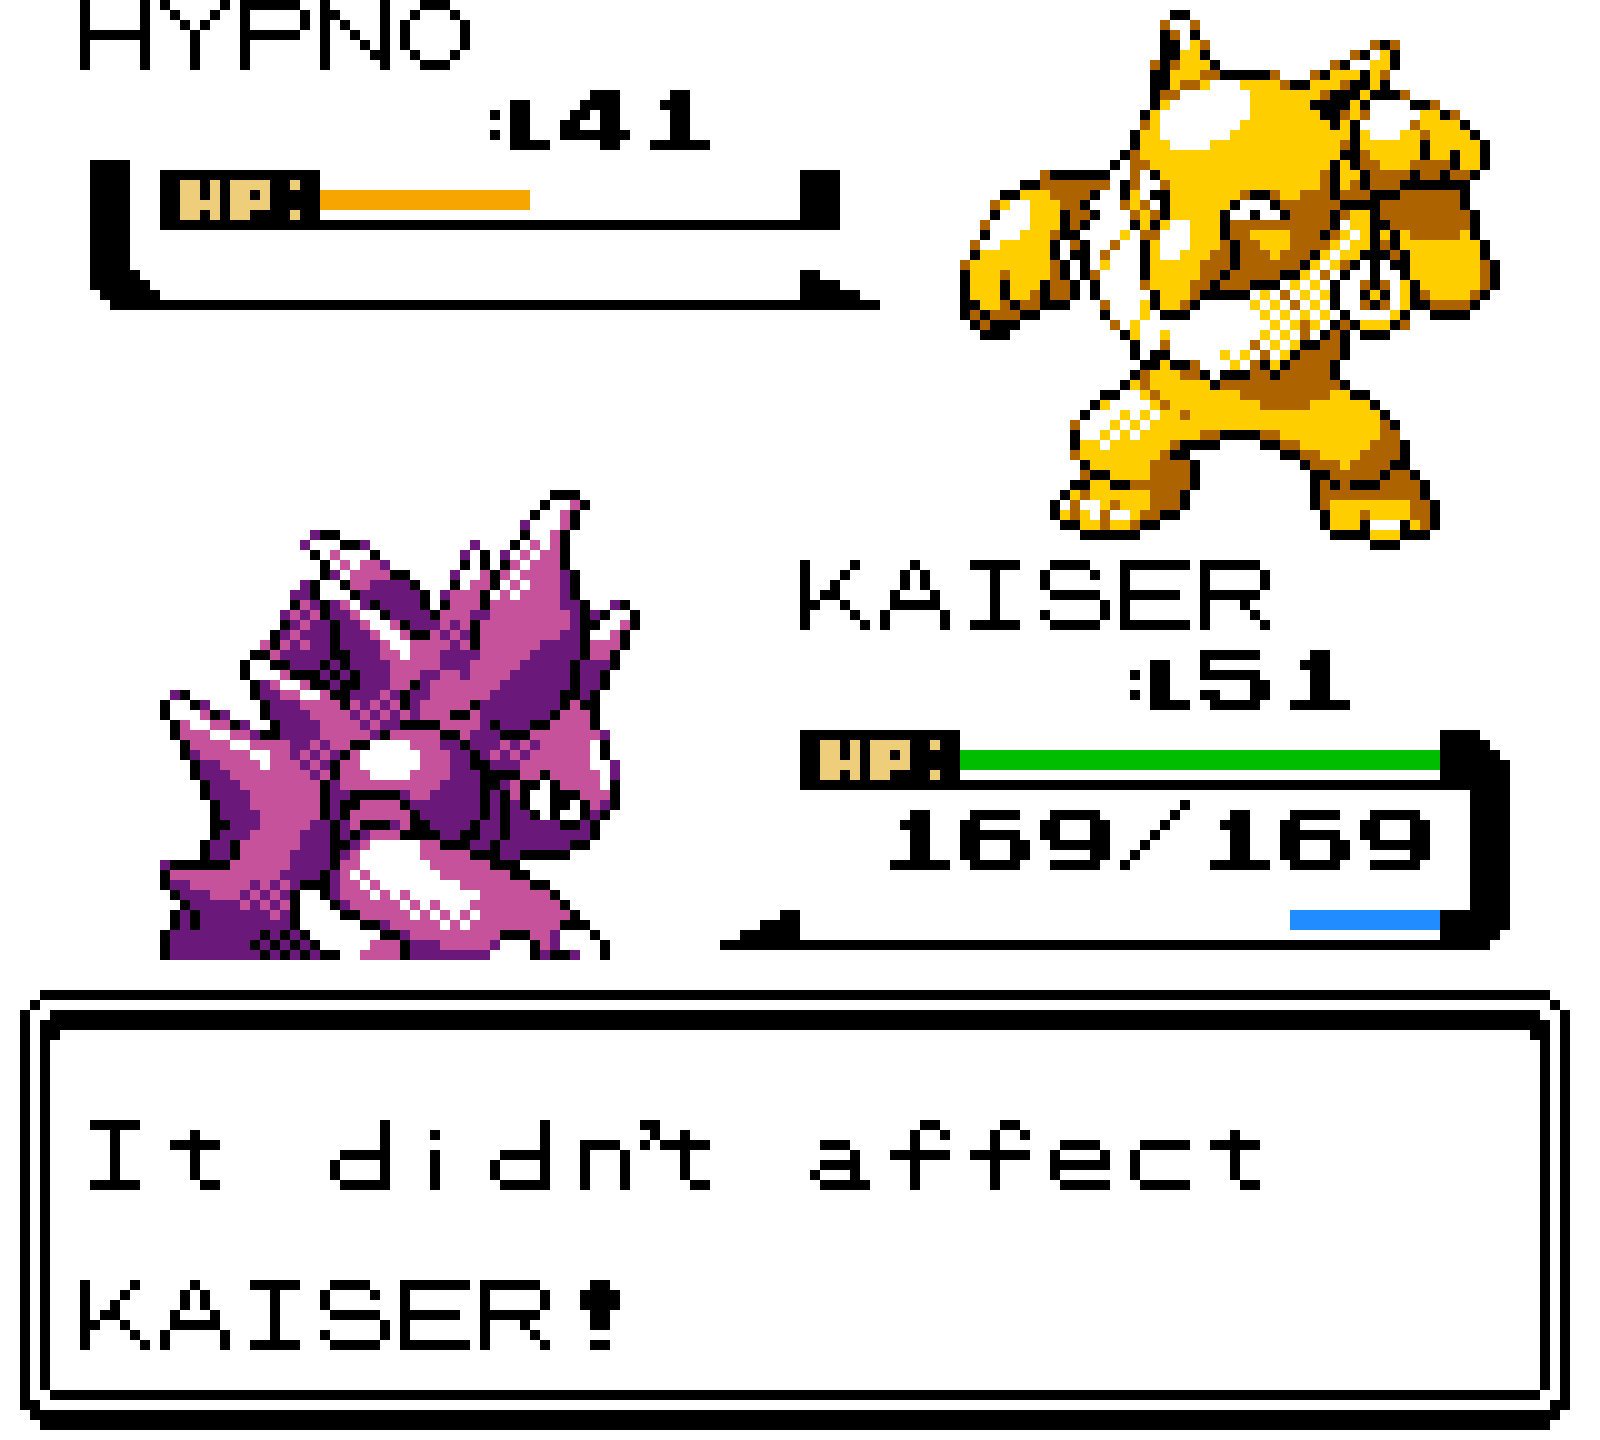 HYPNO
:L41
HP:
KAISER
:L51
HP:
169/169
It didn't affect
KAISER!